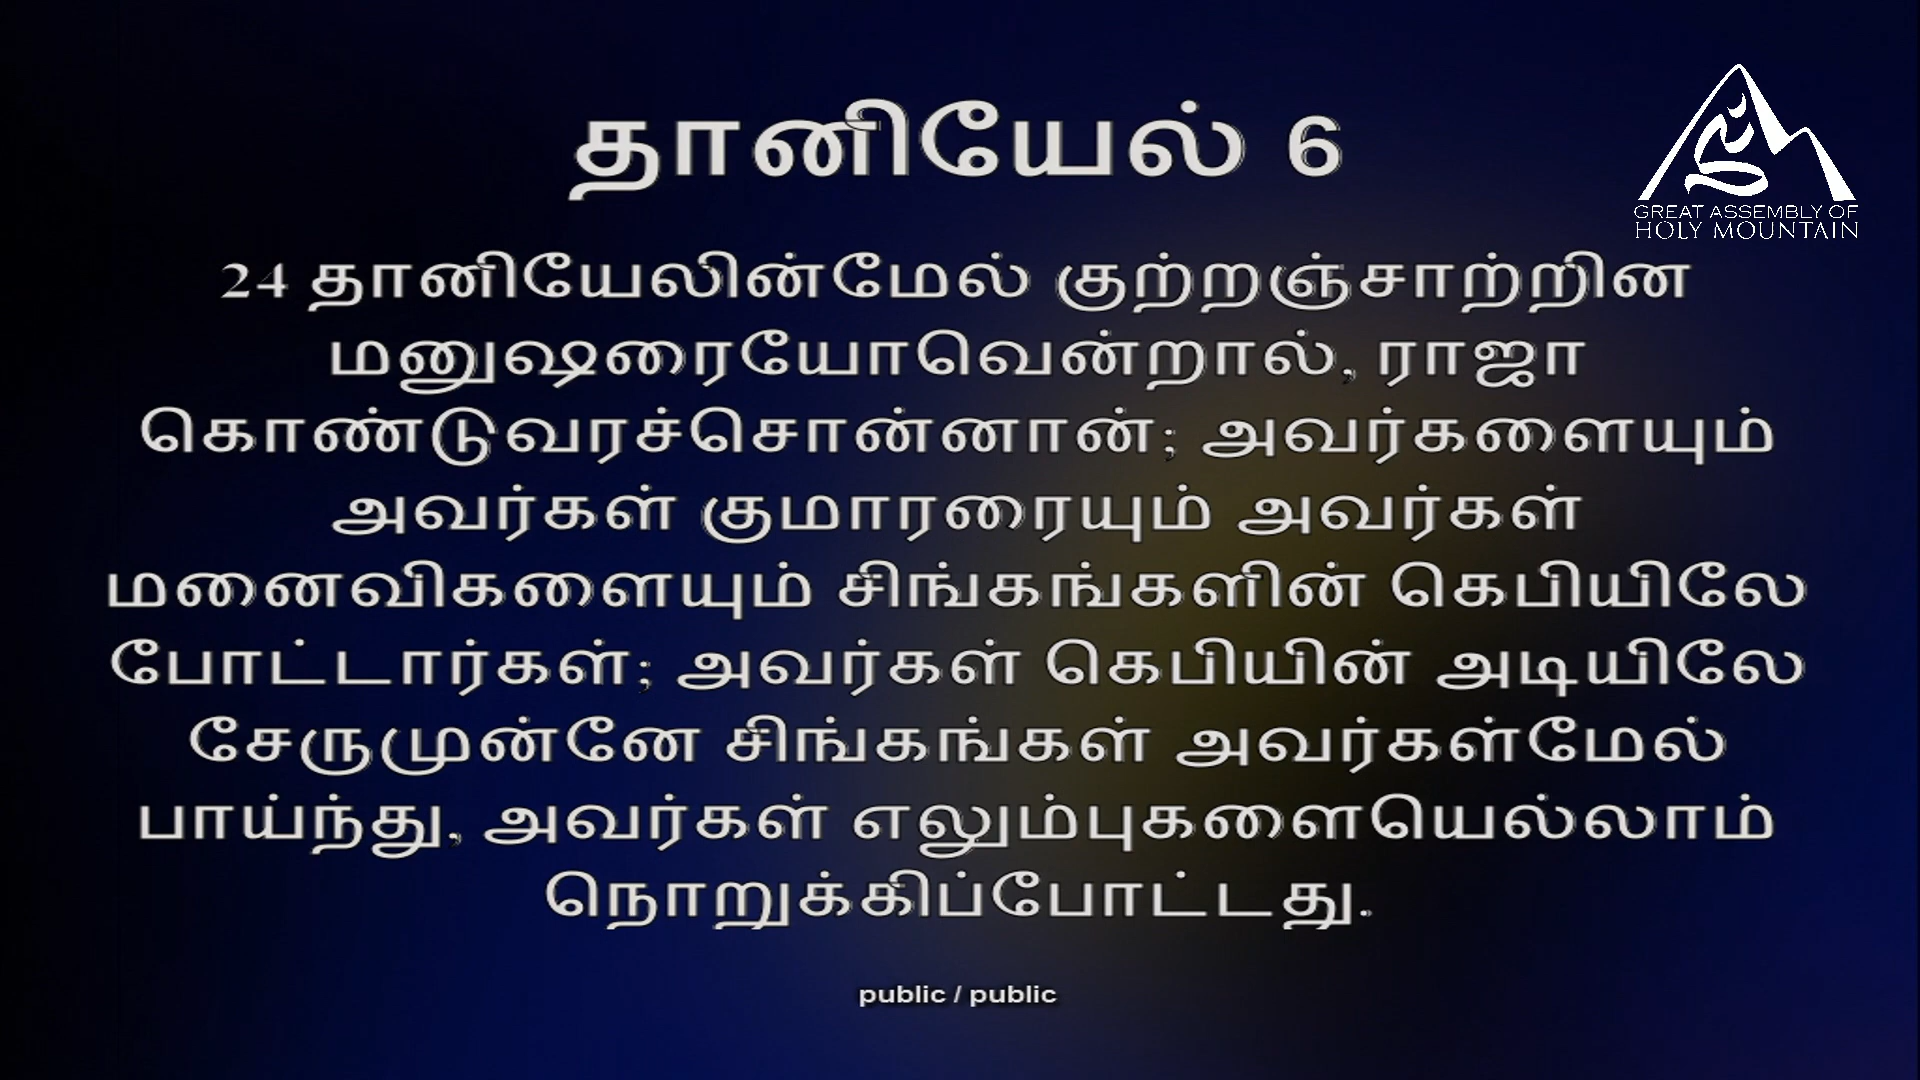 தானியேல் 6
GREAT ASSEMBLY OF
HOLY MOUNTAIN
24 தானியேலின்மேல் குற்றஞ்சாற்றின
மனுஷரையோவென்றால், ராஜா
கொண்டுவரச்சொன்னான்; அவர்களையும்
அவர்கள் குமாரரையும் அவர்கள்
மனைவிகளையும் சிங்கங்களின் கெபியிலே
போட்டார்கள்; அவர்கள் கெபியின் அடியிலே
சேருமுன்னே சிங்கங்கள் அவர்கள்மேல்
பாய்ந்து, அவர்கள் எலும்புகளையெல்லாம்
நொறுக்கிப்போட்டது.
public / public